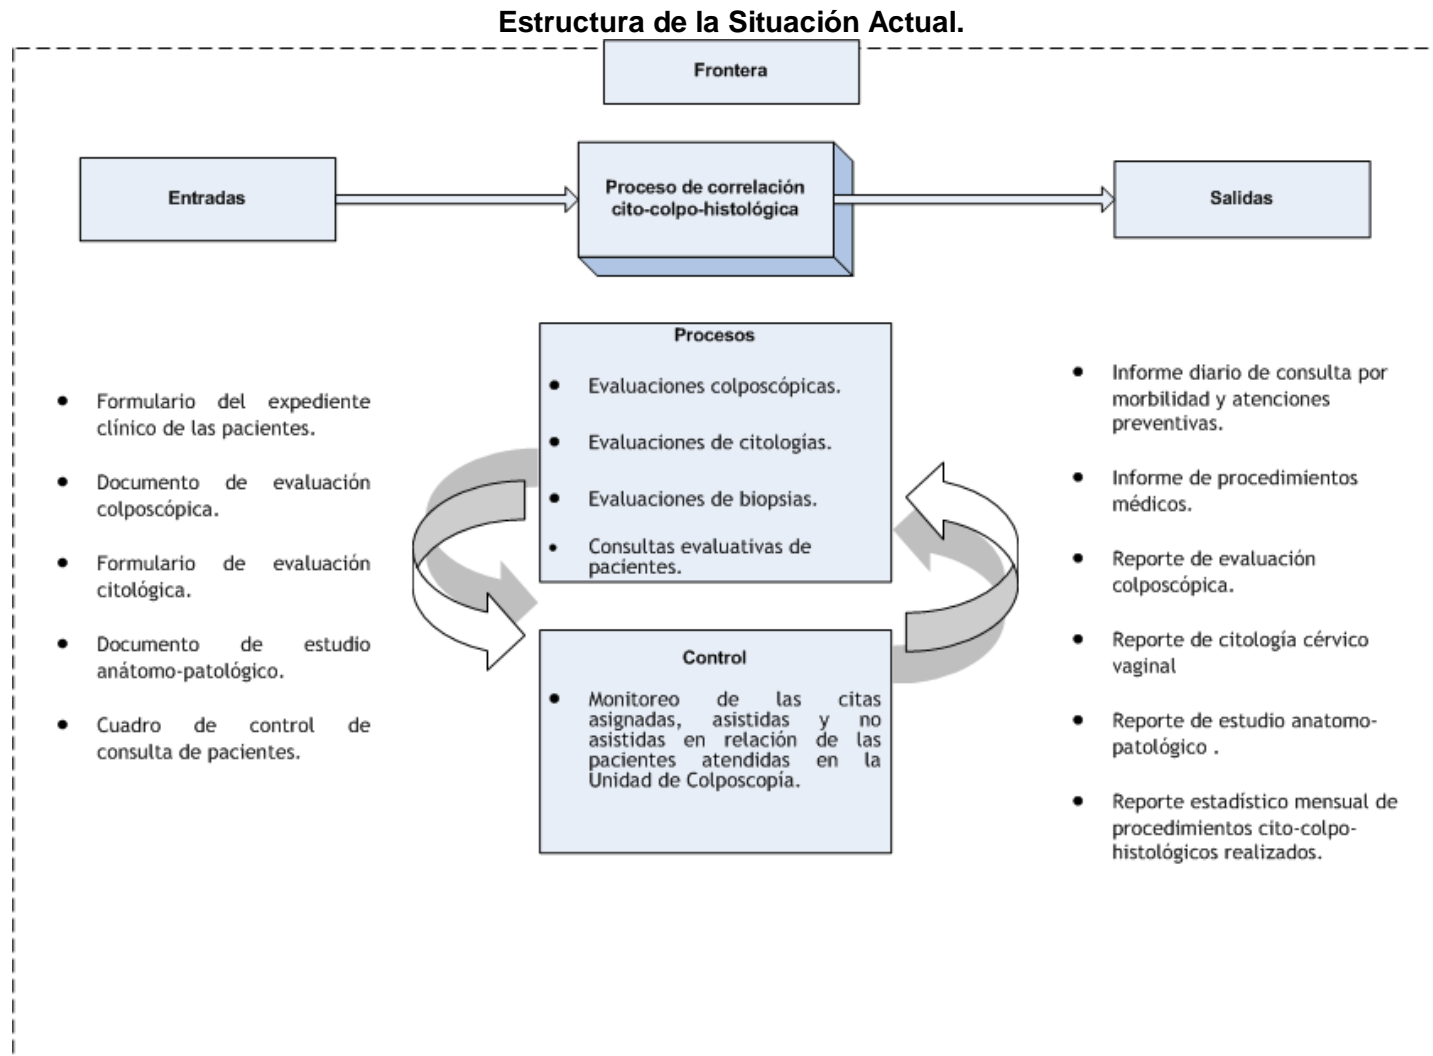 Estructura de la Situación Actual.
Frontera
Entradas
Proceso de correlación
cito-colpo-histológica
Salidas
● Formulario del expediente
clínico de las pacientes.
● Documento de evaluación
colposcópica.
● Formulario de evaluación
citológica.
● Documento de estudio
anátomo-patológico.
● Cuadro de control de
consulta de pacientes.
Procesos
● Evaluaciones colposcópicas.
● Evaluaciones de citologías.
● Evaluaciones de biopsias.
● Consultas evaluativas de
pacientes.
Control
● Monitoreo de las citas
asignadas, asistidas y no
asistidas en relación de las
pacientes atendidas en la
Unidad de Colposcopía.
● Informe diario de consulta por
morbilidad y atenciones
preventivas.
● Informe de procedimientos
médicos.
● Reporte de evaluación
colposcópica.
● Reporte de citología cérvico
vaginal
● Reporte de estudio anatomo-
patológico .
● Reporte estadístico mensual de
procedimientos cito-colpo-
histológicos realizados.